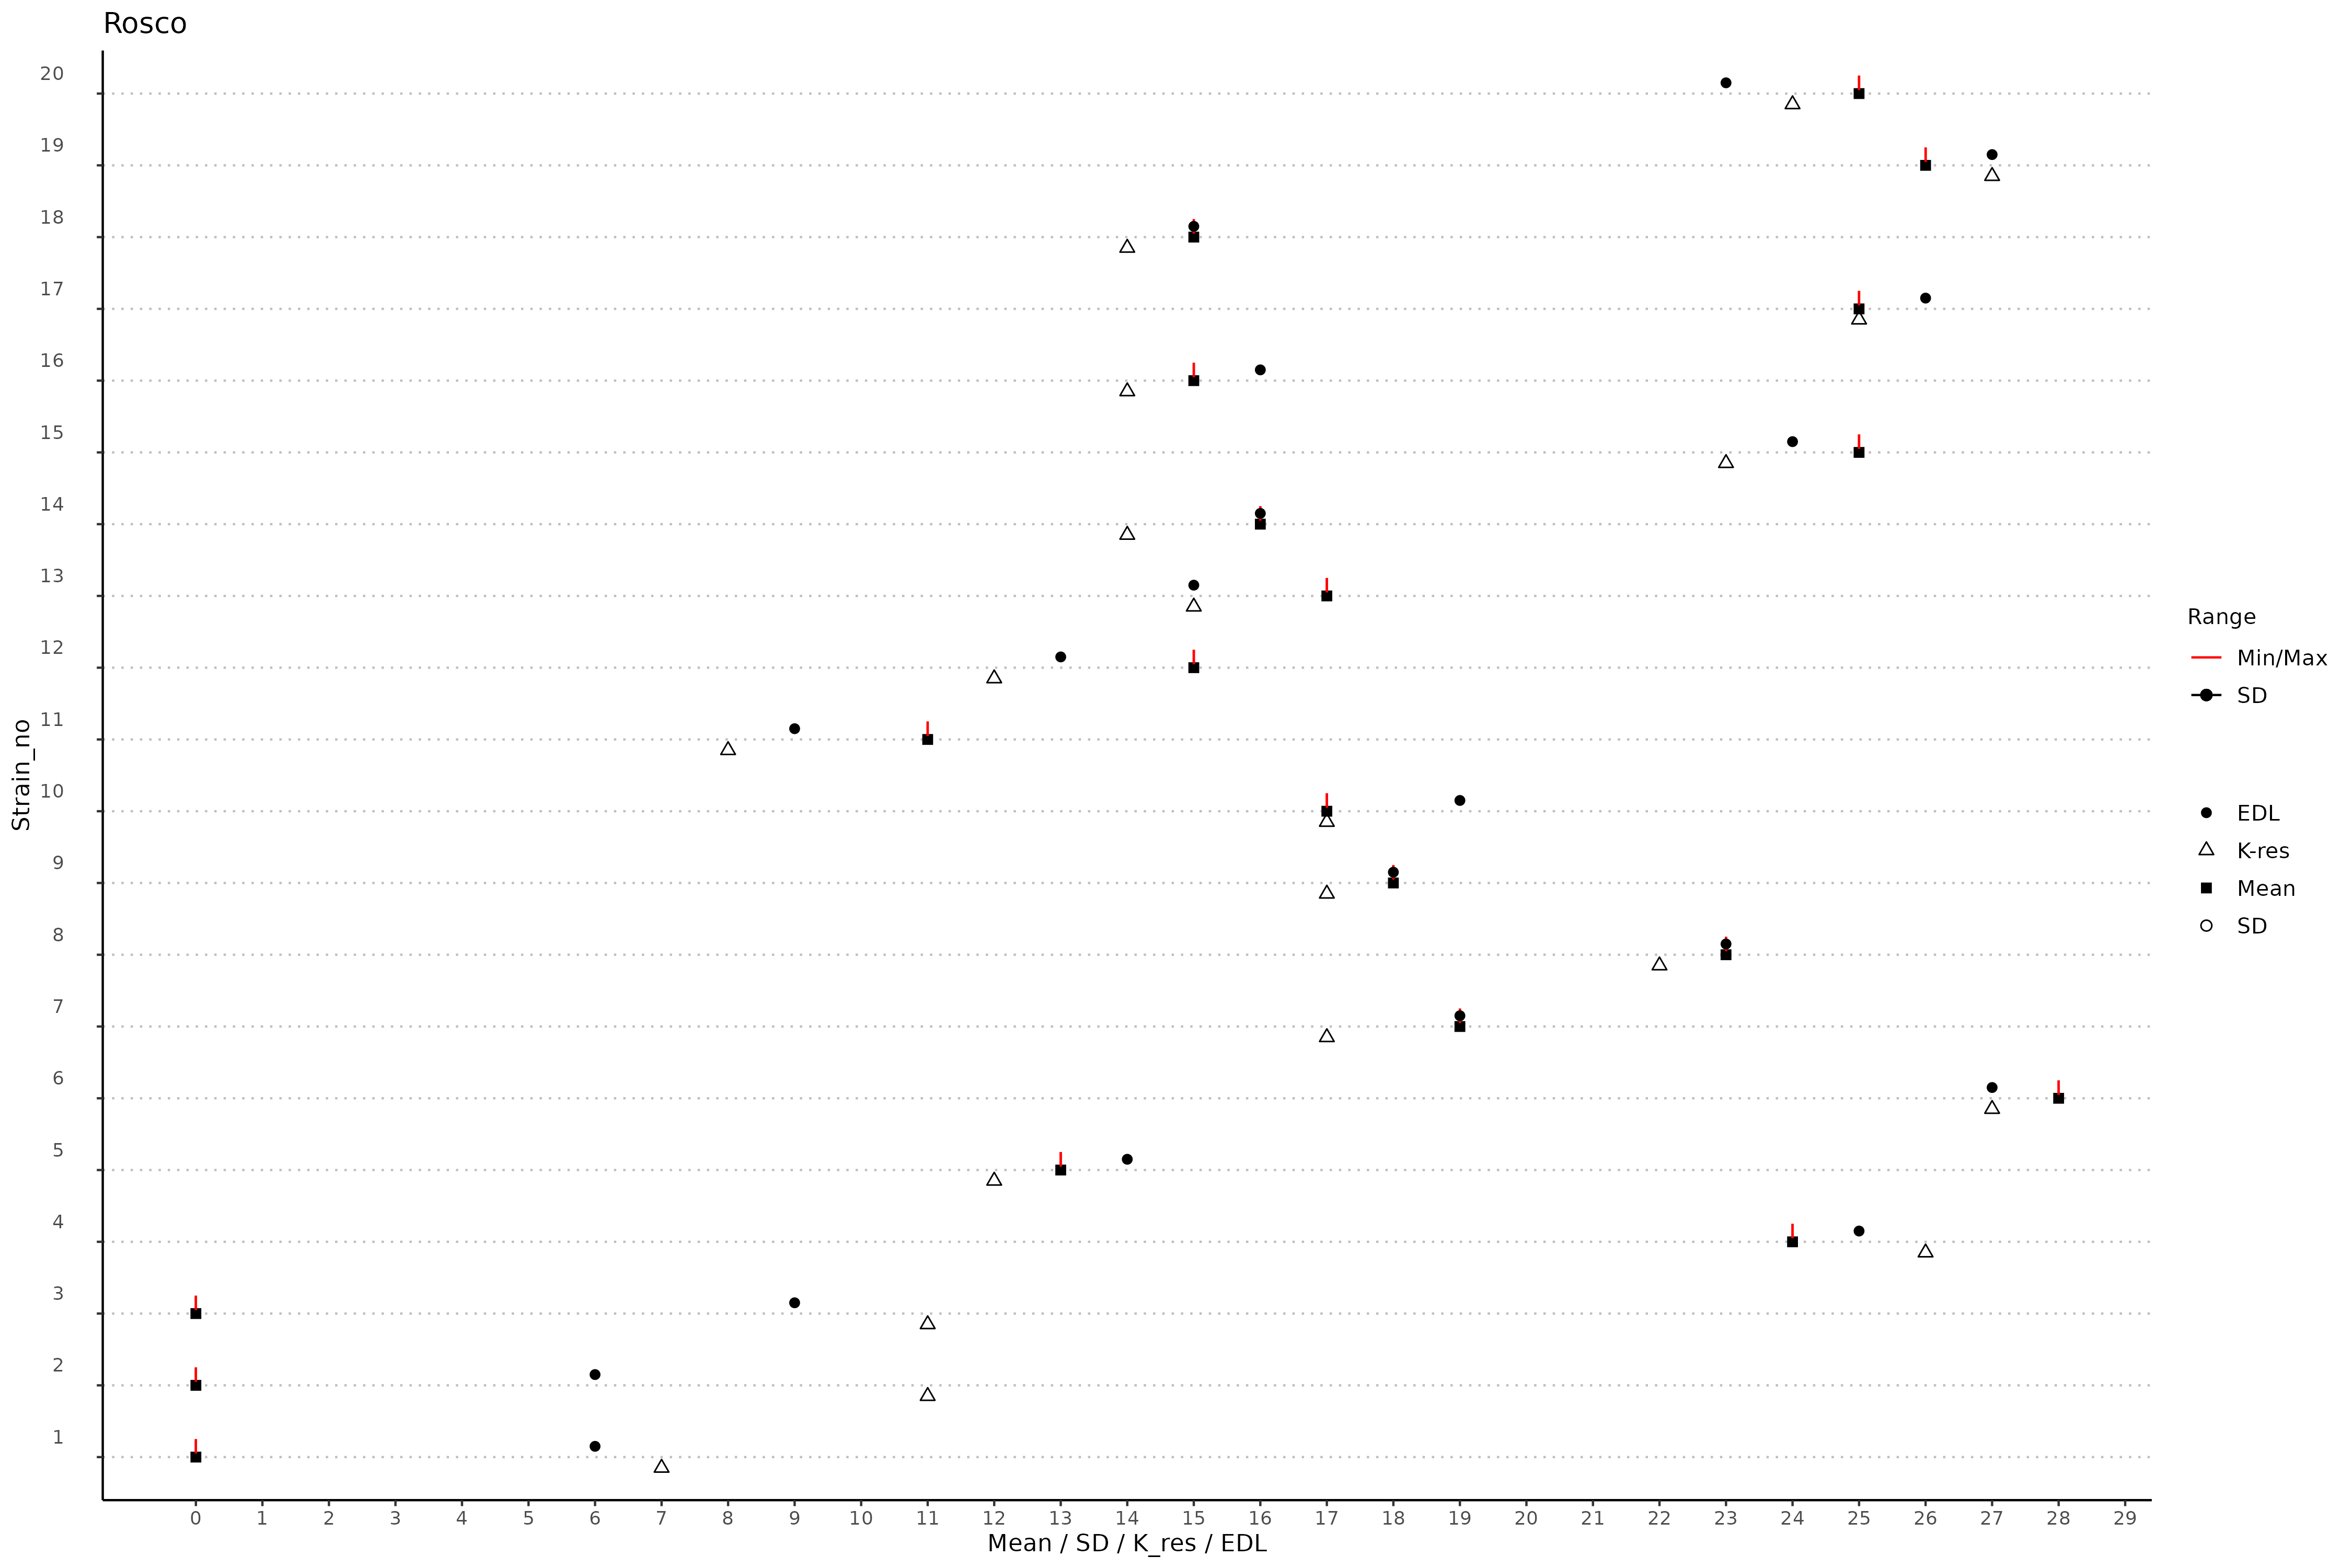 Rosco
20
19
18
17
16
15
14
13
12
11
10
9
8
7
6
5
4
3
2
1
Strain_no
0 1 2 3 4 5 6 7 8 9 10 11 12 13 14 15 16 17 18 19 20 21 22 23 24 25 26 27 28 29
Mean / SD / K_res / EDL
Range
Min/Max
SD
EDL
K-res
Mean
SD